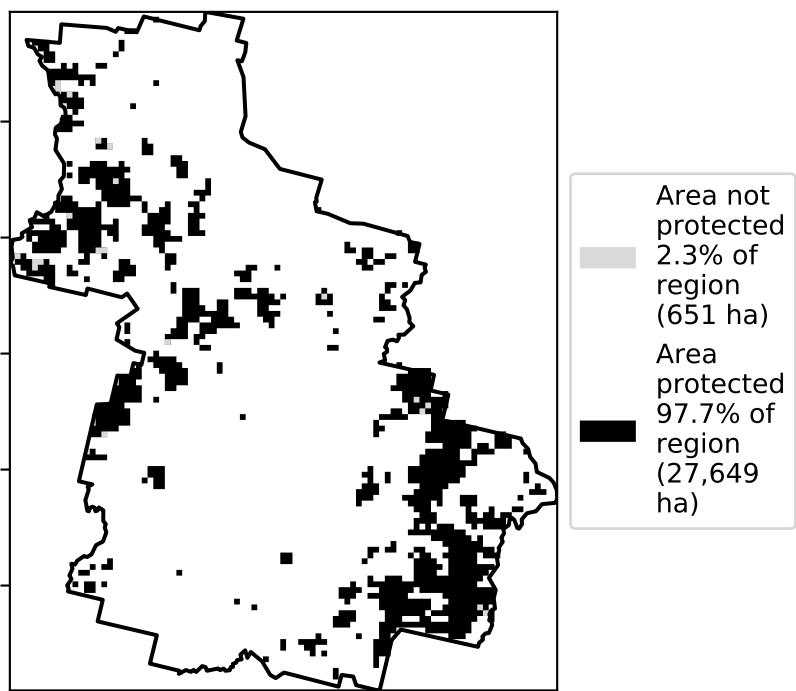 Area not
protected
2.3% of
region
(651 ha)
Area
protected
97.7% of
region
(27,649
ha)